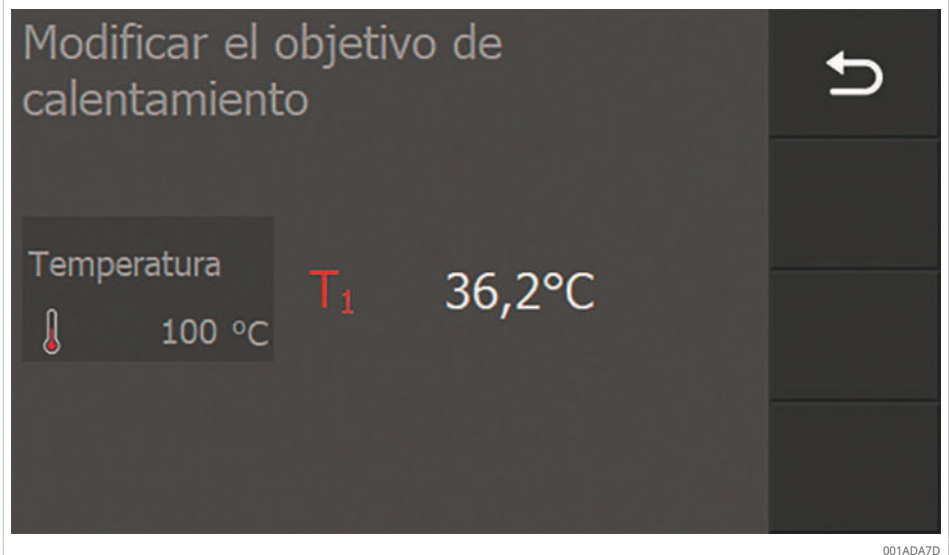 Modificar el objetivo de
calentamiento
Temperatura
100 °C
T₁
36,2°C
001ADA7D